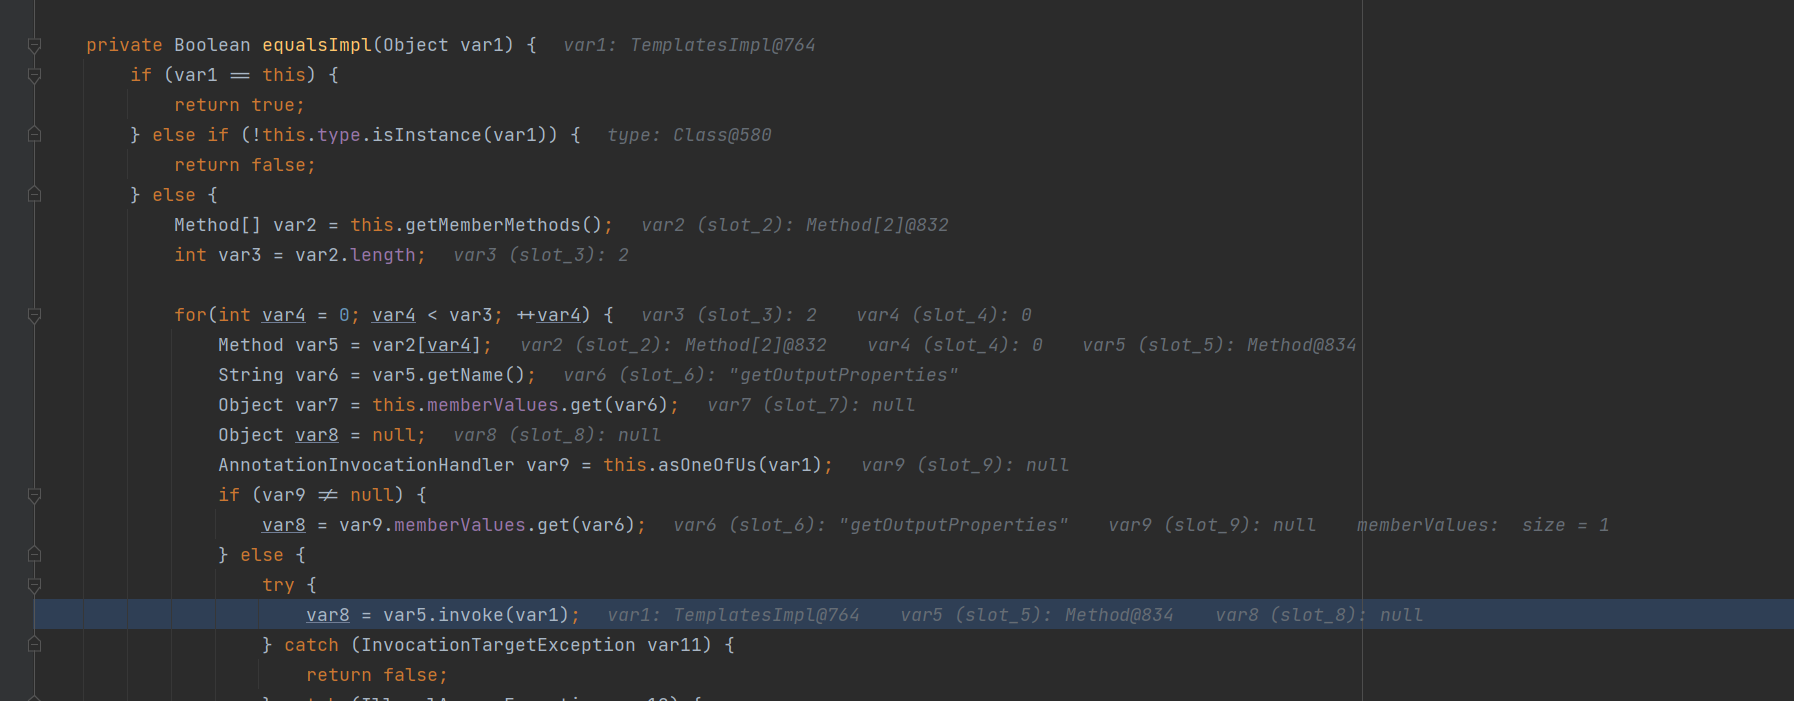 private Boolean equalsImpl(Object var1) {  var1: TemplatesImpl@764
if (var1 == this) {
return true;
} else if (!this.type.isInstance(var1)) {  type: Class@580
return false;
} else {
Method[] var2 = this.getMemberMethods();  var2 (slot_2): Method[2]@832
int var3 = var2.length;  var3 (slot_3): 2
for(int var4 = 0; var4 < var3; ++var4) {  var3 (slot_3): 2  var4 (slot_4): 0
Method var5 = var2[var4];  var2 (slot_2): Method[2]@832  var4 (slot_4): 0  var5 (slot_5): Method@834
String var6 = var5.getName();  var6 (slot_6): "getOutputProperties"
Object var7 = this.memberValues.get(var6);  var7 (slot_7): null
Object var8 = null;  var8 (slot_8): null
AnnotationInvocationHandler var9 = this.asOneOfUs(var1);  var9 (slot_9): null
if (var9 != null) {
var8 = var9.memberValues.get(var6);  var6 (slot_6): "getOutputProperties"  var9 (slot_9): null  memberValues:  size = 1
} else {
try {
var8 = var5.invoke(var1);  var1: TemplatesImpl@764  var5 (slot_5): Method@834  var8 (slot_8): null
} catch (InvocationTargetException var11) {
return false;